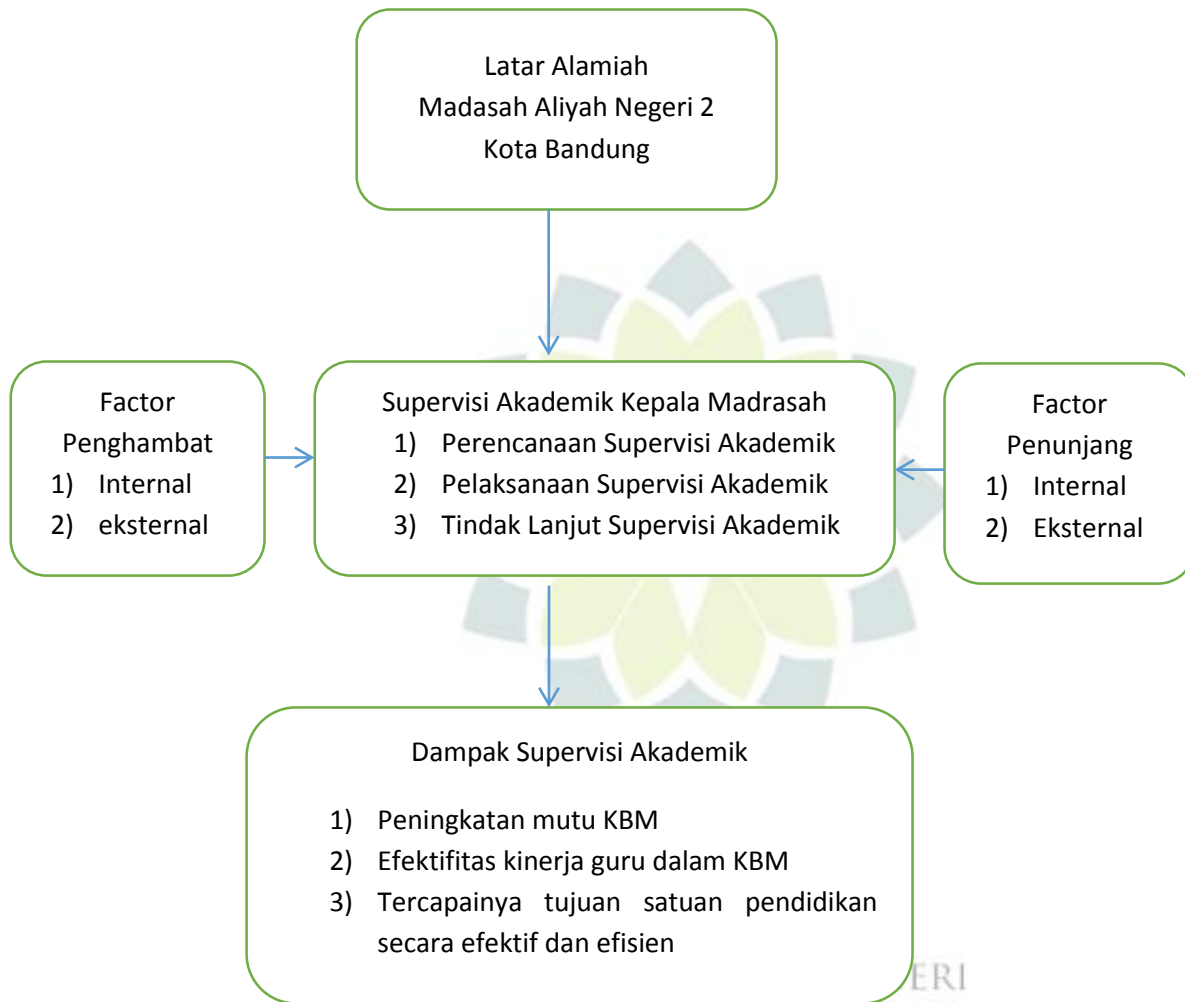 Latar Alamiah
Madasah Aliyah Negeri 2
Kota Bandung
Factor
Penghambat
1) Internal
2) eksternal
Supervisi Akademik Kepala Madrasah
1) Perencanaan Supervisi Akademik
2) Pelaksanaan Supervisi Akademik
3) Tindak Lanjut Supervisi Akademik
Factor
Penunjang
1) Internal
2) Eksternal
Dampak Supervisi Akademik
1) Peningkatan mutu KBM
2) Efektifitas kinerja guru dalam KBM
3) Tercapainya tujuan satuan pendidikan
secara efektif dan efisien
ERI